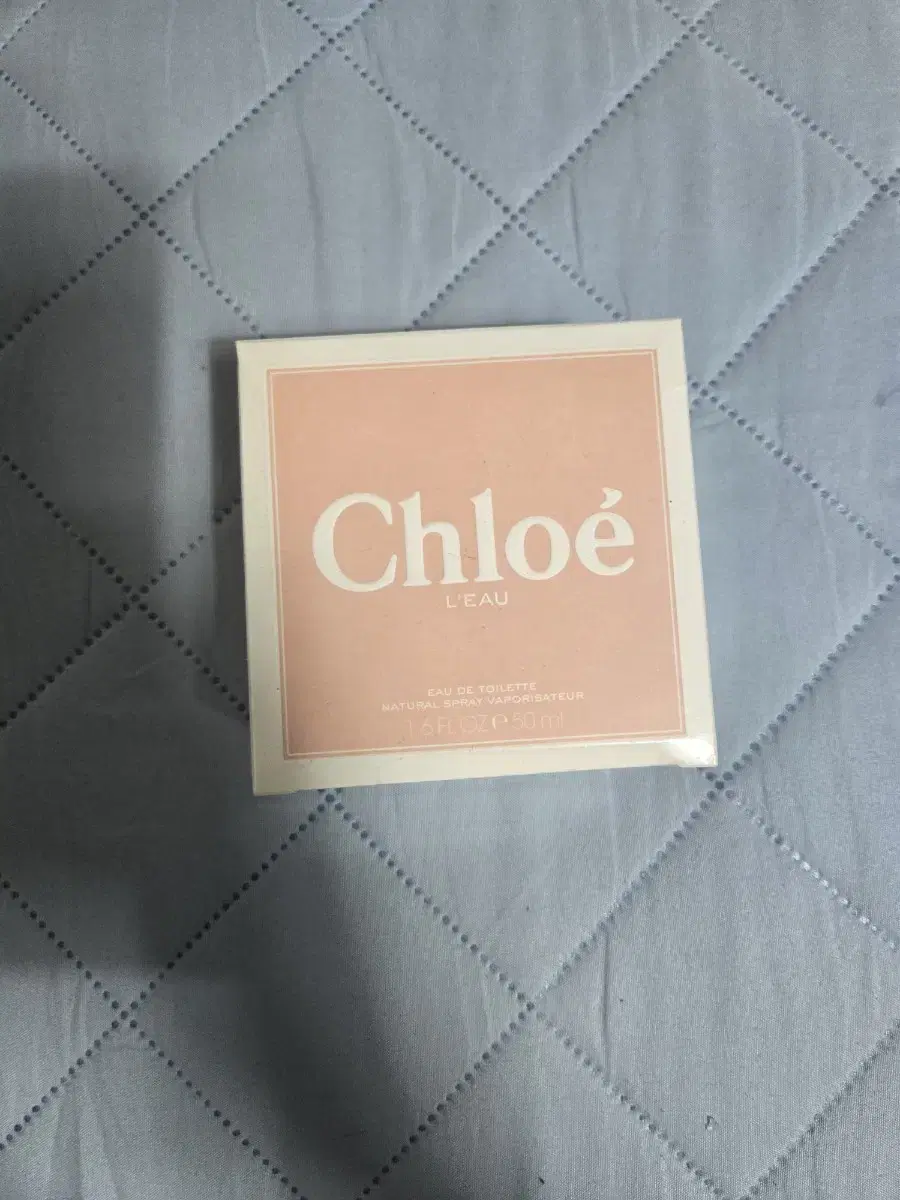 Chloé
L'EAU
EAU DE TOILETTE
NATURAL SPRAY VAPORISATEUR
1.6 FL OZ ℮ 50 ml